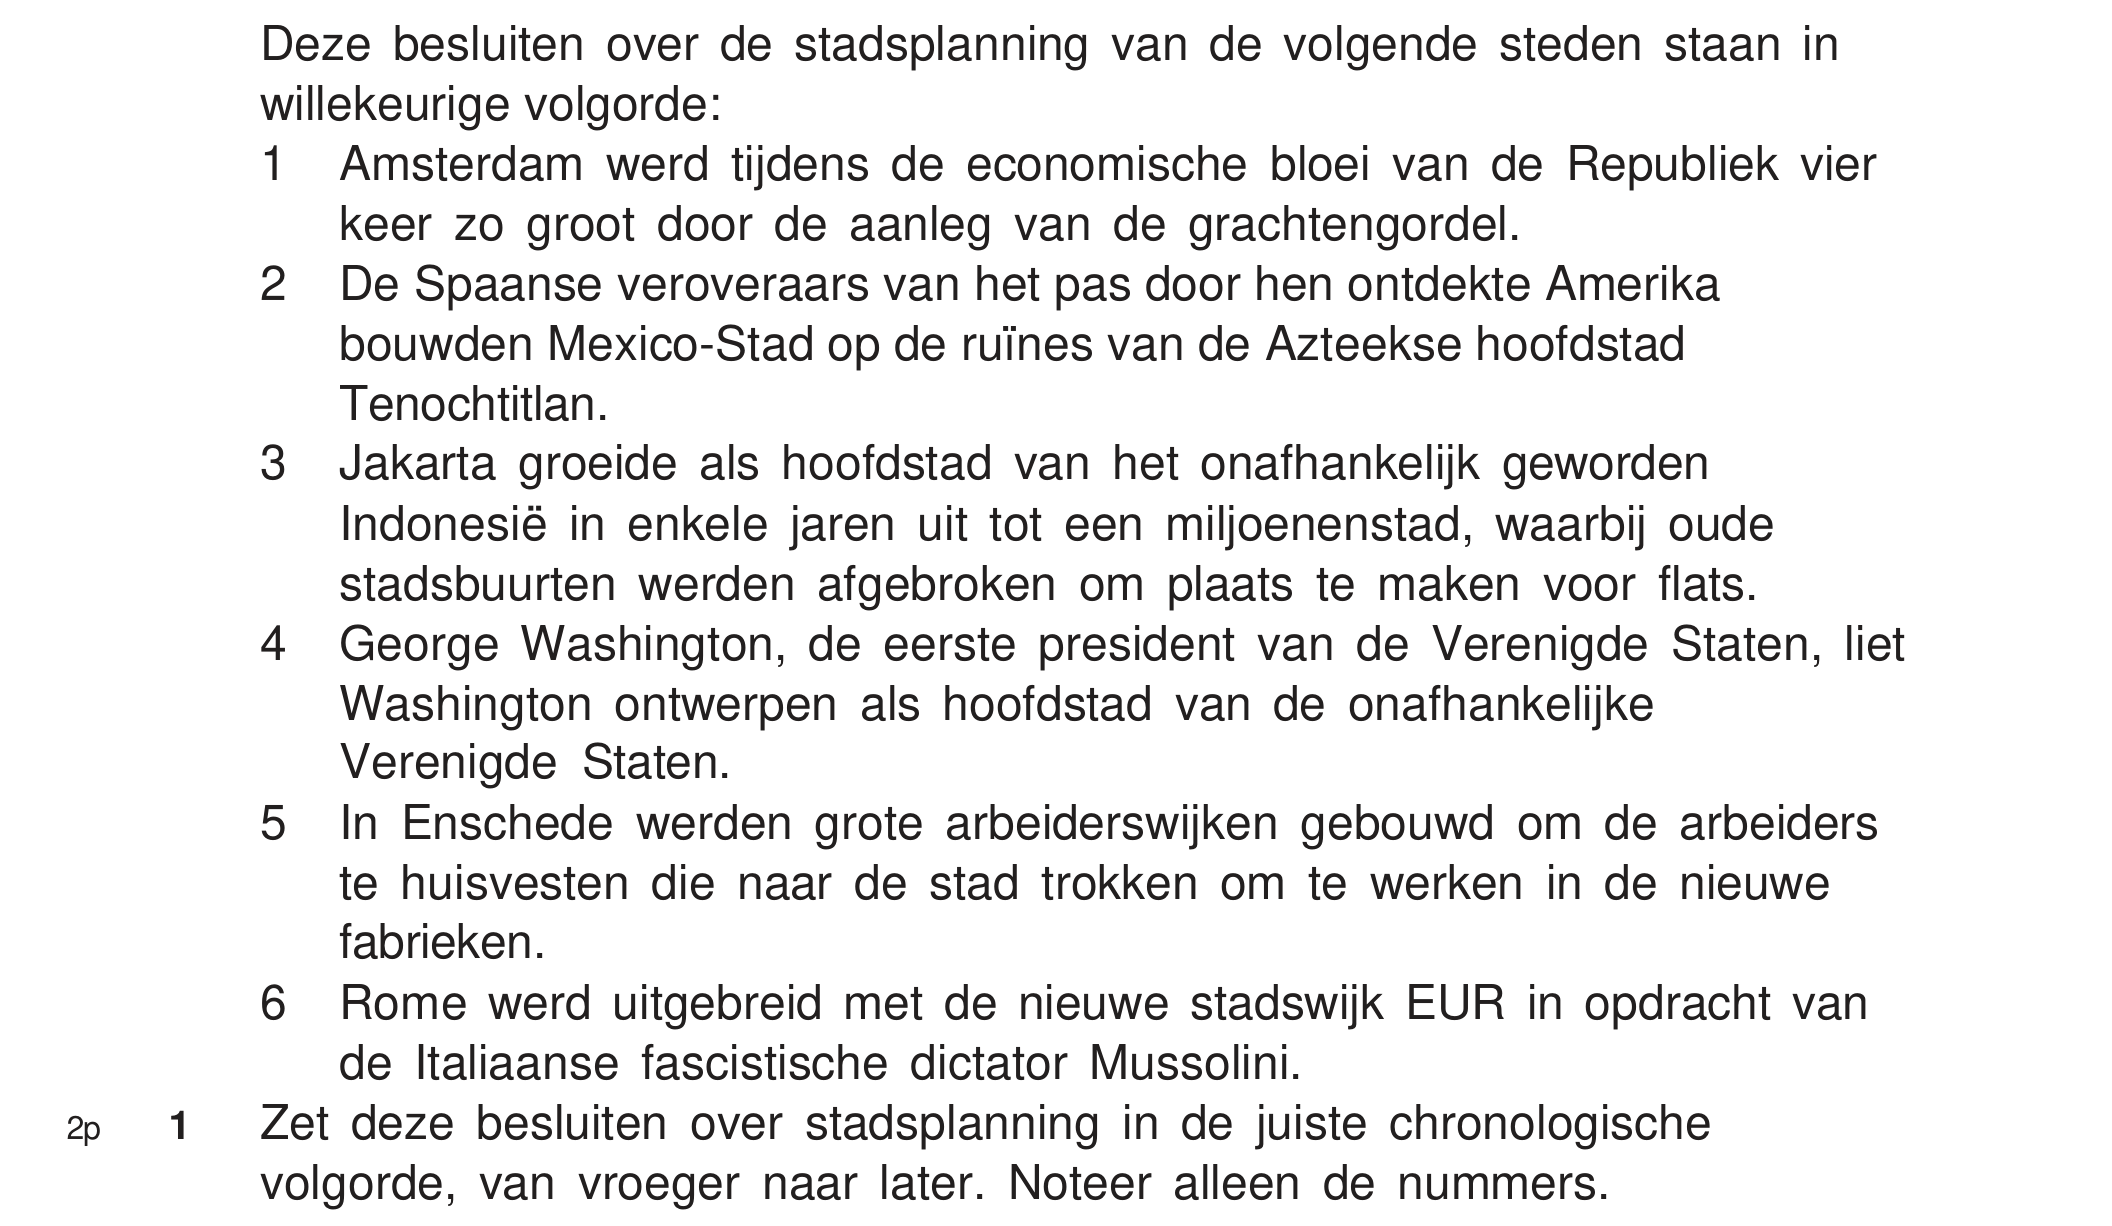 Deze besluiten over de stadsplanning van de volgende steden staan in
willekeurige volgorde:
1 Amsterdam werd tijdens de economische bloei van de Republiek vier
keer zo groot door de aanleg van de grachtengordel.
2 De Spaanse veroveraars van het pas door hen ontdekte Amerika
bouwden Mexico-Stad op de ruïnes van de Azteekse hoofdstad
Tenochtitlan.
3 Jakarta groeide als hoofdstad van het onafhankelijk geworden
Indonesië in enkele jaren uit tot een miljoenenstad, waarbij oude
stadsbuurten werden afgebroken om plaats te maken voor flats.
4 George Washington, de eerste president van de Verenigde Staten, liet
Washington ontwerpen als hoofdstad van de onafhankelijke
Verenigde Staten.
5 In Enschede werden grote arbeiderswijken gebouwd om de arbeiders
te huisvesten die naar de stad trokken om te werken in de nieuwe
fabrieken.
6 Rome werd uitgebreid met de nieuwe stadswijk EUR in opdracht van
de Italiaanse fascistische dictator Mussolini.
2p 1 Zet deze besluiten over stadsplanning in de juiste chronologische
volgorde, van vroeger naar later. Noteer alleen de nummers.